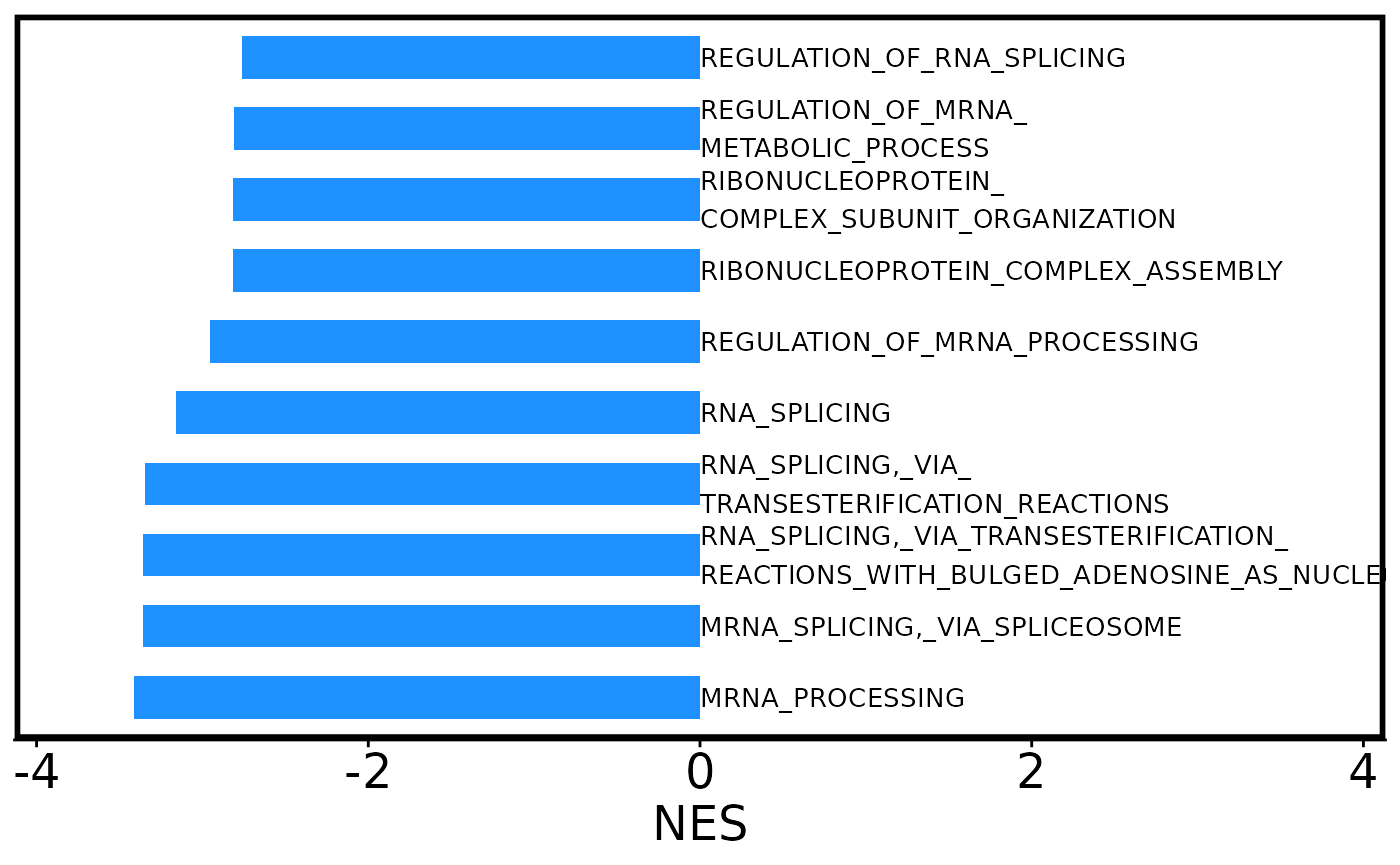 REGULATION_OF_RNA_SPLICING
REGULATION_OF_MRNA_
METABOLIC_PROCESS
RIBONUCLEOPROTEIN_
COMPLEX_SUBUNIT_ORGANIZATION
RIBONUCLEOPROTEIN_COMPLEX_ASSEMBLY
REGULATION_OF_MRNA_PROCESSING
RNA_SPLICING
RNA_SPLICING,_VIA_
TRANSESTERIFICATION_REACTIONS
RNA_SPLICING,_VIA_TRANSESTERIFICATION_
REACTIONS_WITH_BULGED_ADENOSINE_AS_NUCLE
MRNA_SPLICING,_VIA_SPLICEOSOME
MRNA_PROCESSING
-4 -2 0 2 4
NES